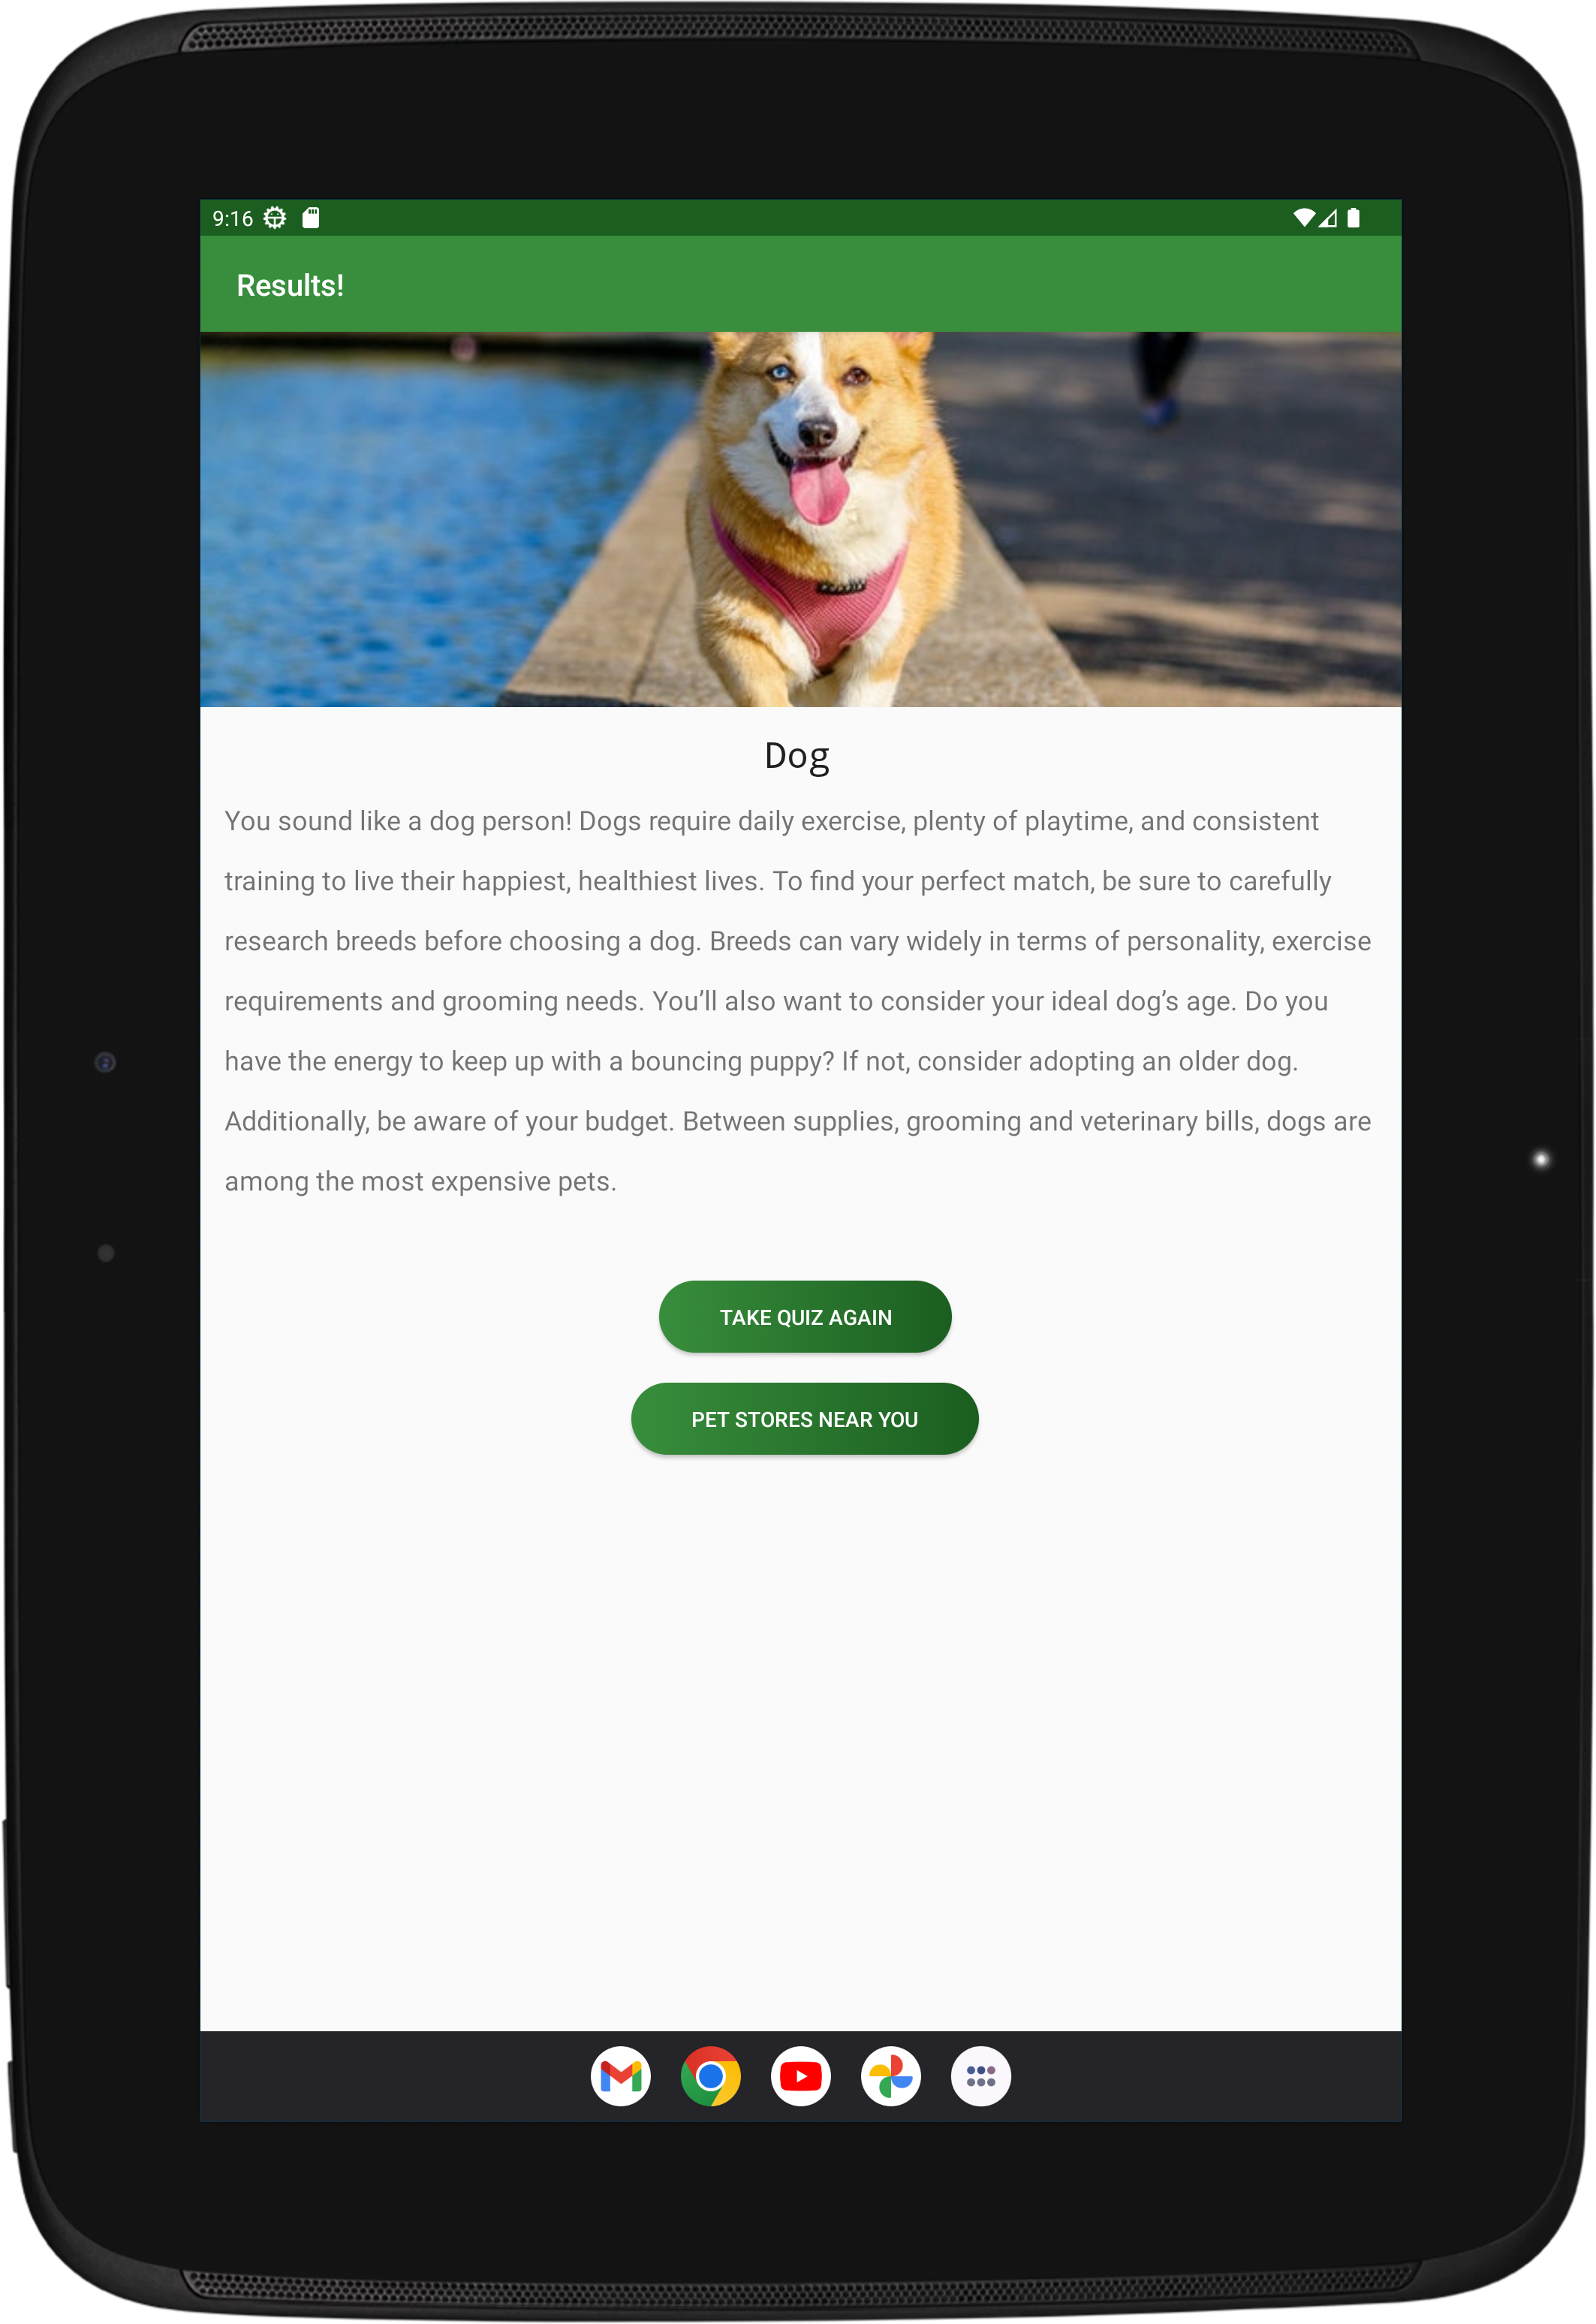 9:16
Results!
Dog
You sound like a dog person! Dogs require daily exercise, plenty of playtime, and consistent
training to live their happiest, healthiest lives. To find your perfect match, be sure to carefully
research breeds before choosing a dog. Breeds can vary widely in terms of personality, exercise
requirements and grooming needs. You’ll also want to consider your ideal dog’s age. Do you
have the energy to keep up with a bouncing puppy? If not, consider adopting an older dog.
Additionally, be aware of your budget. Between supplies, grooming and veterinary bills, dogs are
among the most expensive pets.
TAKE QUIZ AGAIN
PET STORES NEAR YOU